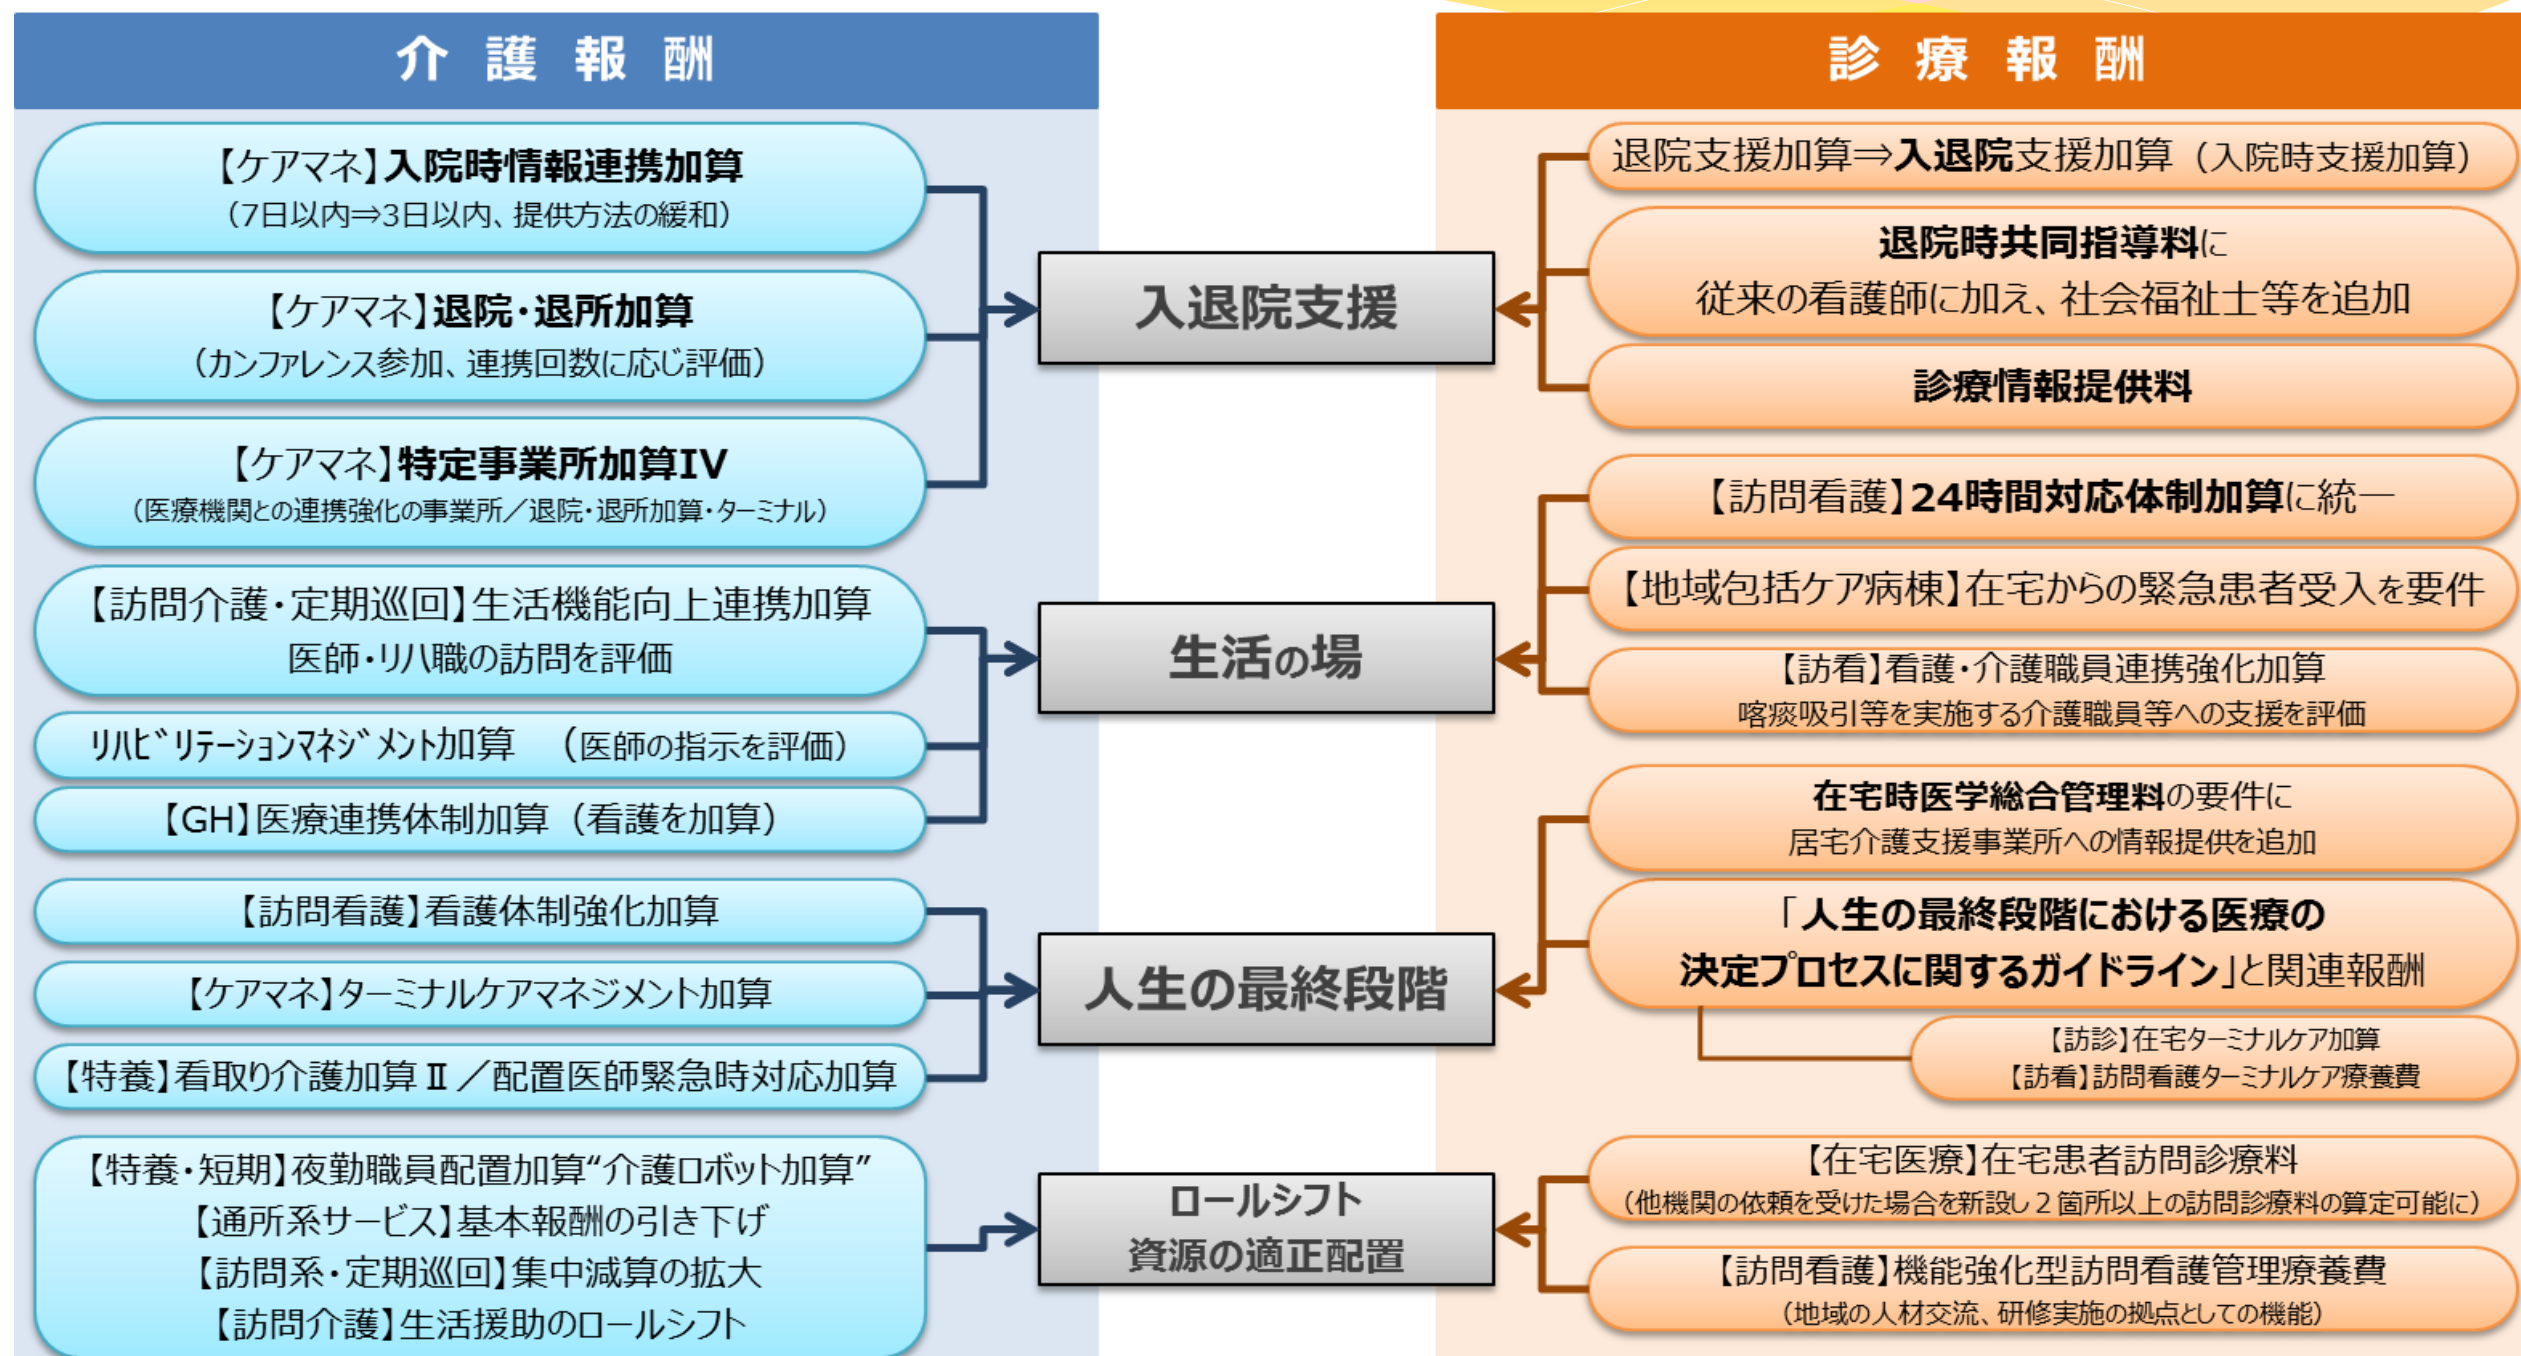 介護報酬
【ケアマネ】入院時情報連携加算
（7日以内⇒3日以内、提供方法の緩和）
【ケアマネ】退院・退所加算
（カンファレンス参加、連携回数に応じ評価）
【ケアマネ】特定事業所加算IV
（医療機関との連携強化の事業所／退院・退所加算・ターミナル）
【訪問介護・定期巡回】生活機能向上連携加算
医師・リハ職の訪問を評価
ﾘﾊﾋﾞﾘﾃｰｼｮﾝﾏﾈｼﾞﾒﾝﾄ加算　（医師の指示を評価）
【GH】医療連携体制加算（看護を加算）
【訪問看護】看護体制強化加算
【ケアマネ】ターミナルケアマネジメント加算
【特養】看取り介護加算Ⅱ／配置医師緊急時対応加算
【特養・短期】夜勤職員配置加算“介護ロボット加算”
【通所系サービス】基本報酬の引き下げ
【訪問系・定期巡回】集中減算の拡大
【訪問介護】生活援助のロールシフト
入退院支援
生活の場
人生の最終段階
ロールシフト
資源の適正配置
診療報酬
退院支援加算⇒入退院支援加算（入院時支援加算）
退院時共同指導料に
従来の看護師に加え、社会福祉士等を追加
診療情報提供料
【訪問看護】24時間対応体制加算に統一
【地域包括ケア病棟】在宅からの緊急患者受入を要件
【訪看】看護・介護職員連携強化加算
喀痰吸引等を実施する介護職員等への支援を評価
在宅時医学総合管理料の要件に
居宅介護支援事業所への情報提供を追加
「人生の最終段階における医療の
決定プロセスに関するガイドライン」と関連報酬
【訪診】在宅ターミナルケア加算
【訪看】訪問看護ターミナルケア療養費
【在宅医療】在宅患者訪問診療料
（他機関の依頼を受けた場合を新設し２箇所以上の訪問診療料の算定可能に）
【訪問看護】機能強化型訪問看護管理療養費
（地域の人材交流、研修実施の拠点としての機能）